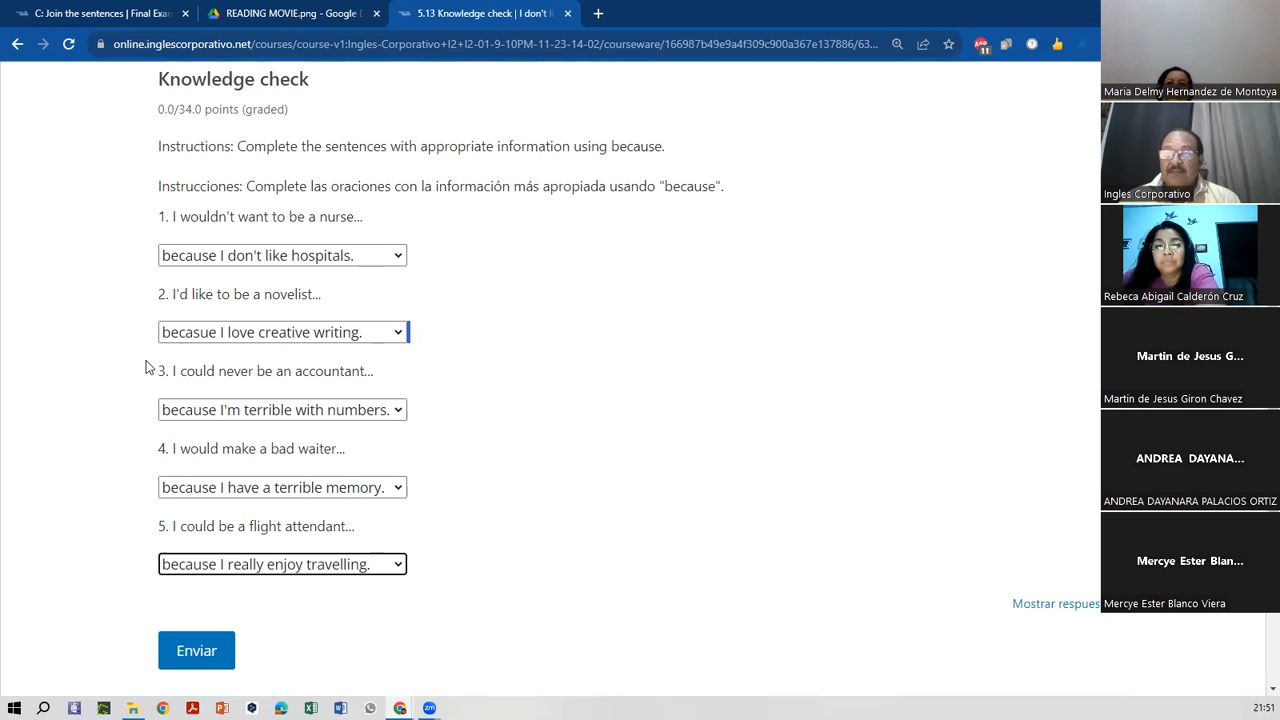 C: Join the sentences | Final Exa
READING MOVIE.png - Google
5.13 Knowledge check | I don't li
online.inglescorporativo.net/courses/course-v1:Ingles-Corporativo+I2+I2-01-9-10PM-11-23-14-02/courseware/166987b49e9a4f309c900a367e137886/63...
11
Knowledge check
0.0/34.0 points (graded)
Instructions: Complete the sentences with appropriate information using because.
Instrucciones: Complete las oraciones con la información más apropiada usando "because".
1. I wouldn't want to be a nurse...
because I don't like hospitals.
2. I'd like to be a novelist...
becasue I love creative writing.
3. I could never be an accountant...
because I'm terrible with numbers.
4. I would make a bad waiter...
because I have a terrible memory.
5. I could be a flight attendant...
because I really enjoy travelling.
Mostrar respues
Enviar
Maria Delmy Hernandez de Montoya
Ingles Corporativo
Rebeca Abigail Calderón Cruz
Martin de Jesus G...
Martin de Jesus Giron Chavez
ANDREA DAYANA...
ANDREA DAYANARA PALACIOS ORTIZ
Mercye Ester Blan...
Mercye Ester Blanco Viera
21:51